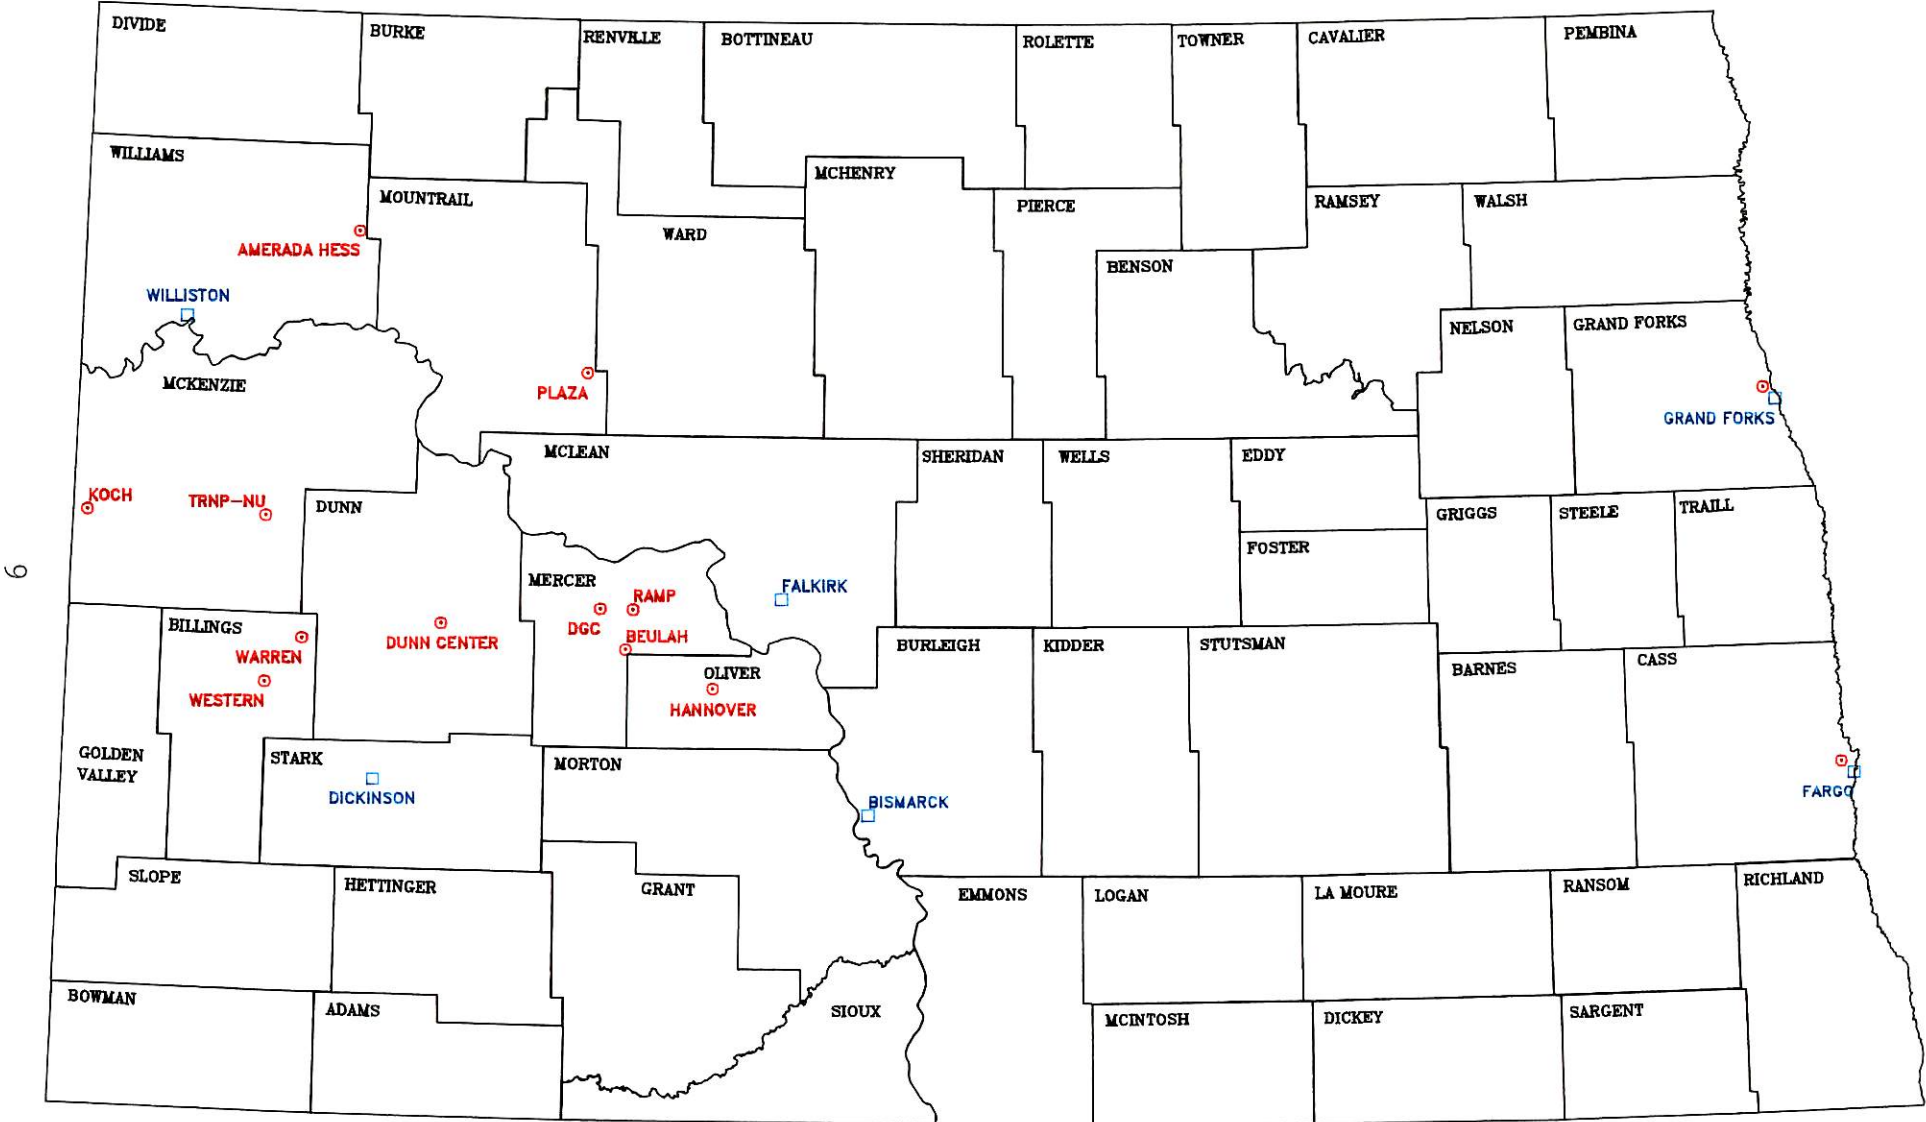 DIVIDE
BURKE
RENVILLE
BOTTINEAU
ROLETTE
TOWNER
CAVALIER
PEMBINA
WILLIAMS
MOUNTRAIL
MCHENRY
PIERCE
RAMSEY
WALSH
WARD
AMERADA HESS
BENSON
WILLISTON
NELSON
GRAND FORKS
MCKENZIE
PLAZA
GRAND FORKS
MCLEAN
SHERIDAN
WELLS
EDDY
KOCH
TRNP-NU
DUNN
GRIGGS
STEELE
TRAILL
FOSTER
9
MERCER
RAMP
FALKIRK
BILLINGS
DGC
BEULAH
DUNN CENTER
WARREN
BURLEIGH
KIDDER
STUTSMAN
BARNES
CASS
OLIVER
WESTERN
HANNOVER
GOLDEN
VALLEY
STARK
MORTON
DICKINSON
BISMARCK
FARGO
SLOPE
HETTINGER
GRANT
EMMONS
LOGAN
LA MOURE
RANSOM
RICHLAND
BOWMAN
ADAMS
SIOUX
MCINTOSH
DICKEY
SARGENT